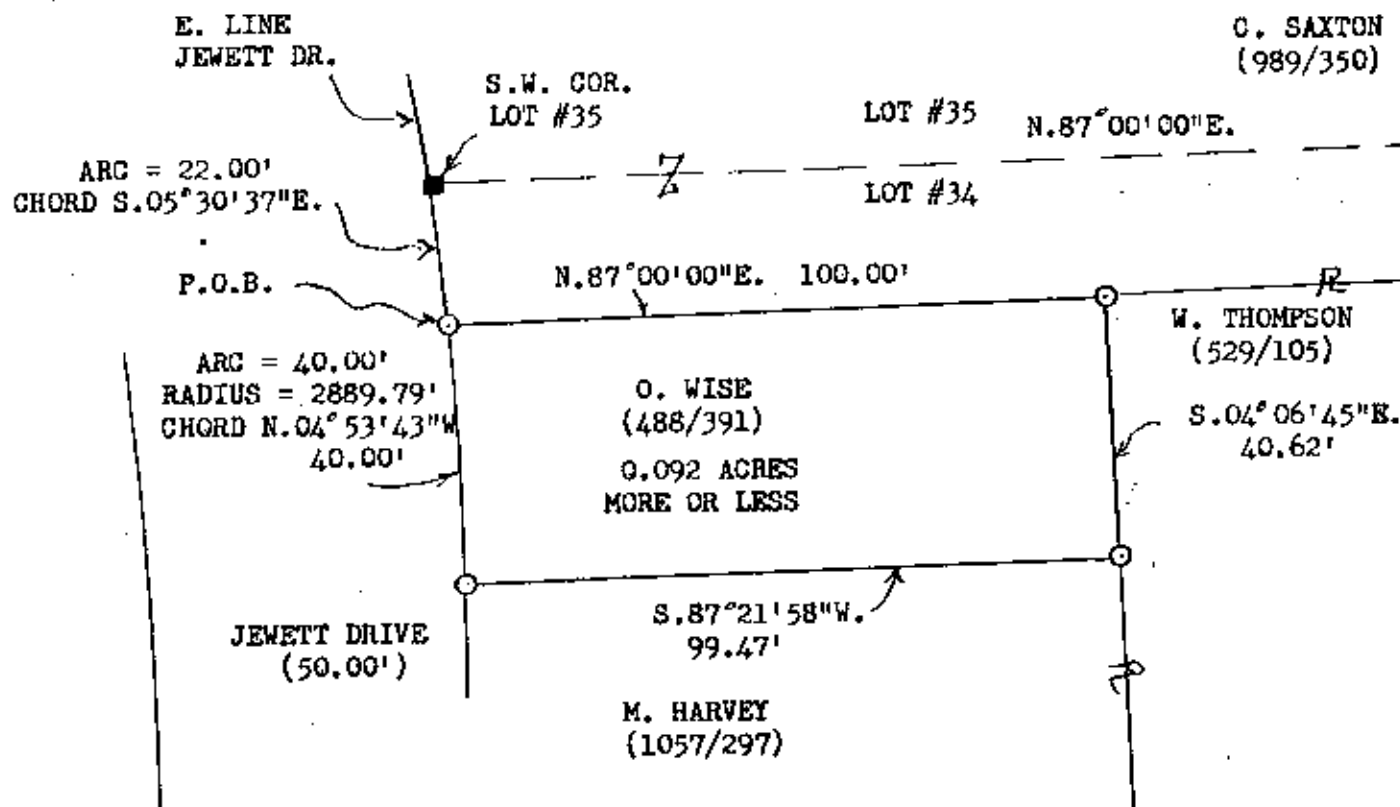 E. LINE
JEWETT DR.
C. SAXTON
(989/350)
S.W. COR.
LOT #35
LOT #35
N.87°00'00"E.
ARC = 22.00'
CHORD S.05°30'37"E.
LOT #34
P.O.B.
N.87°00'00"E. 100.00'
W. THOMPSON
(529/105)
ARC = 40.00'
RADIUS = 2889.79'
CHORD N.04°53'43"W
40.00'
O. WISE
(488/391)
0.092 ACRES
MORE OR LESS
S.04°06'45"E.
40.62'
JEWETT DRIVE
(50.00')
S.87°21'58"W.
99.47'
M. HARVEY
(1057/297)